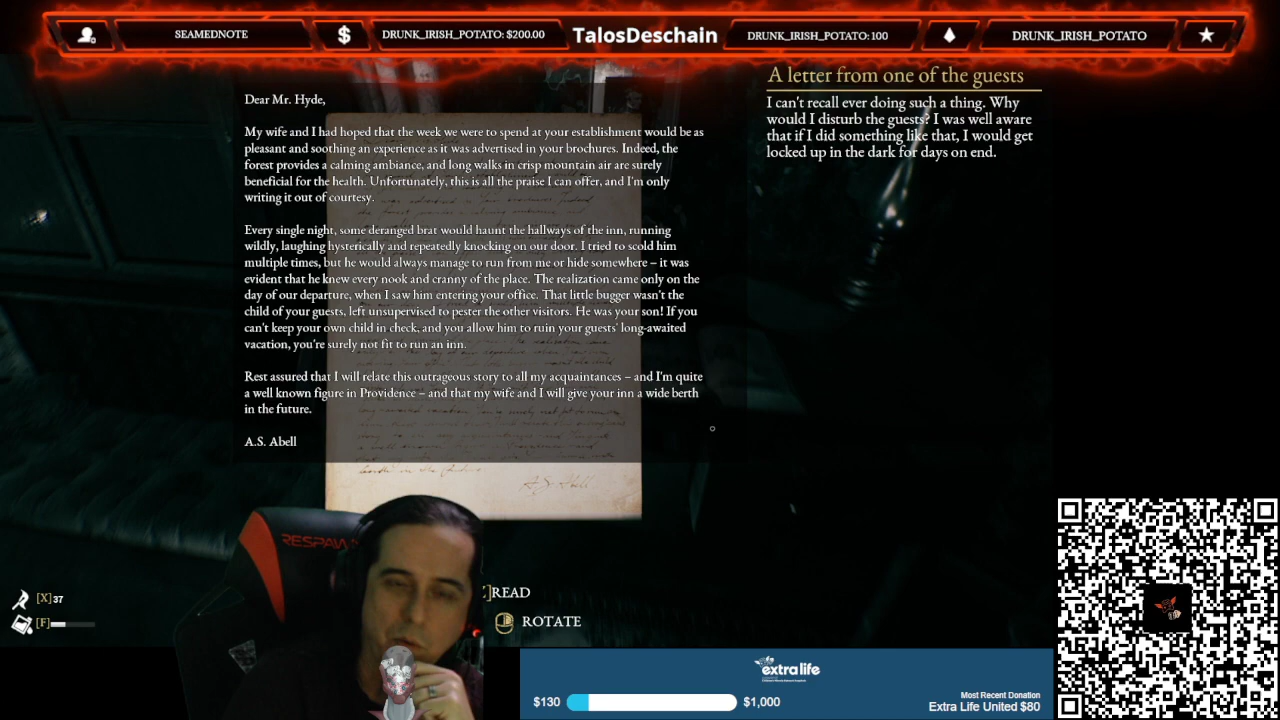 SEAMEDNOTE
$
DRUNK_IRISH_POTATO: $200.00
TalosDeschain
DRUNK_IRISH_POTATO: 100
DRUNK_IRISH_POTATO
A letter from one of the guests
I can't recall ever doing such a thing. Why
would I disturb the guests? I was well aware
that if I did something like that, I would get
locked up in the dark for days on end.
Dear Mr. Hyde,
My wife and I had hoped that the week we were to spend at your establishment would be as
pleasant and soothing an experience as it was advertised in your brochures. Indeed, the
forest provides a calming ambiance, and long walks in crisp mountain air are surely
beneficial for the health. Unfortunately, this is all the praise I can offer, and I'm only
writing it out of courtesy.
Every single night, some deranged brat would haunt the hallways of the inn, running
wildly, laughing hysterically and repeatedly knocking on our door. I tried to scold him
multiple times, but he would always manage to run from me or hide somewhere – it was
evident that he knew every nook and cranny of the place. The realization came only on the
day of our departure, when I saw him entering your office. That little bugger wasn't the
child of your guests, left unsupervised to pester the other visitors. He was your son! If you
can't keep your own child in check, and you allow him to ruin your guests' long-awaited
vacation, you're surely not fit to run an inn.
Rest assured that I will relate this outrageous story to all my acquaintances – and I'm quite
a well known figure in Providence – and that my wife and I will give your inn a wide berth
in the future.
A.S. Abell
RESPAWN
[X] 37
[F]
]READ
ROTATE
extralife
$130
$1,000
Most Recent Donation
Extra Life United $80